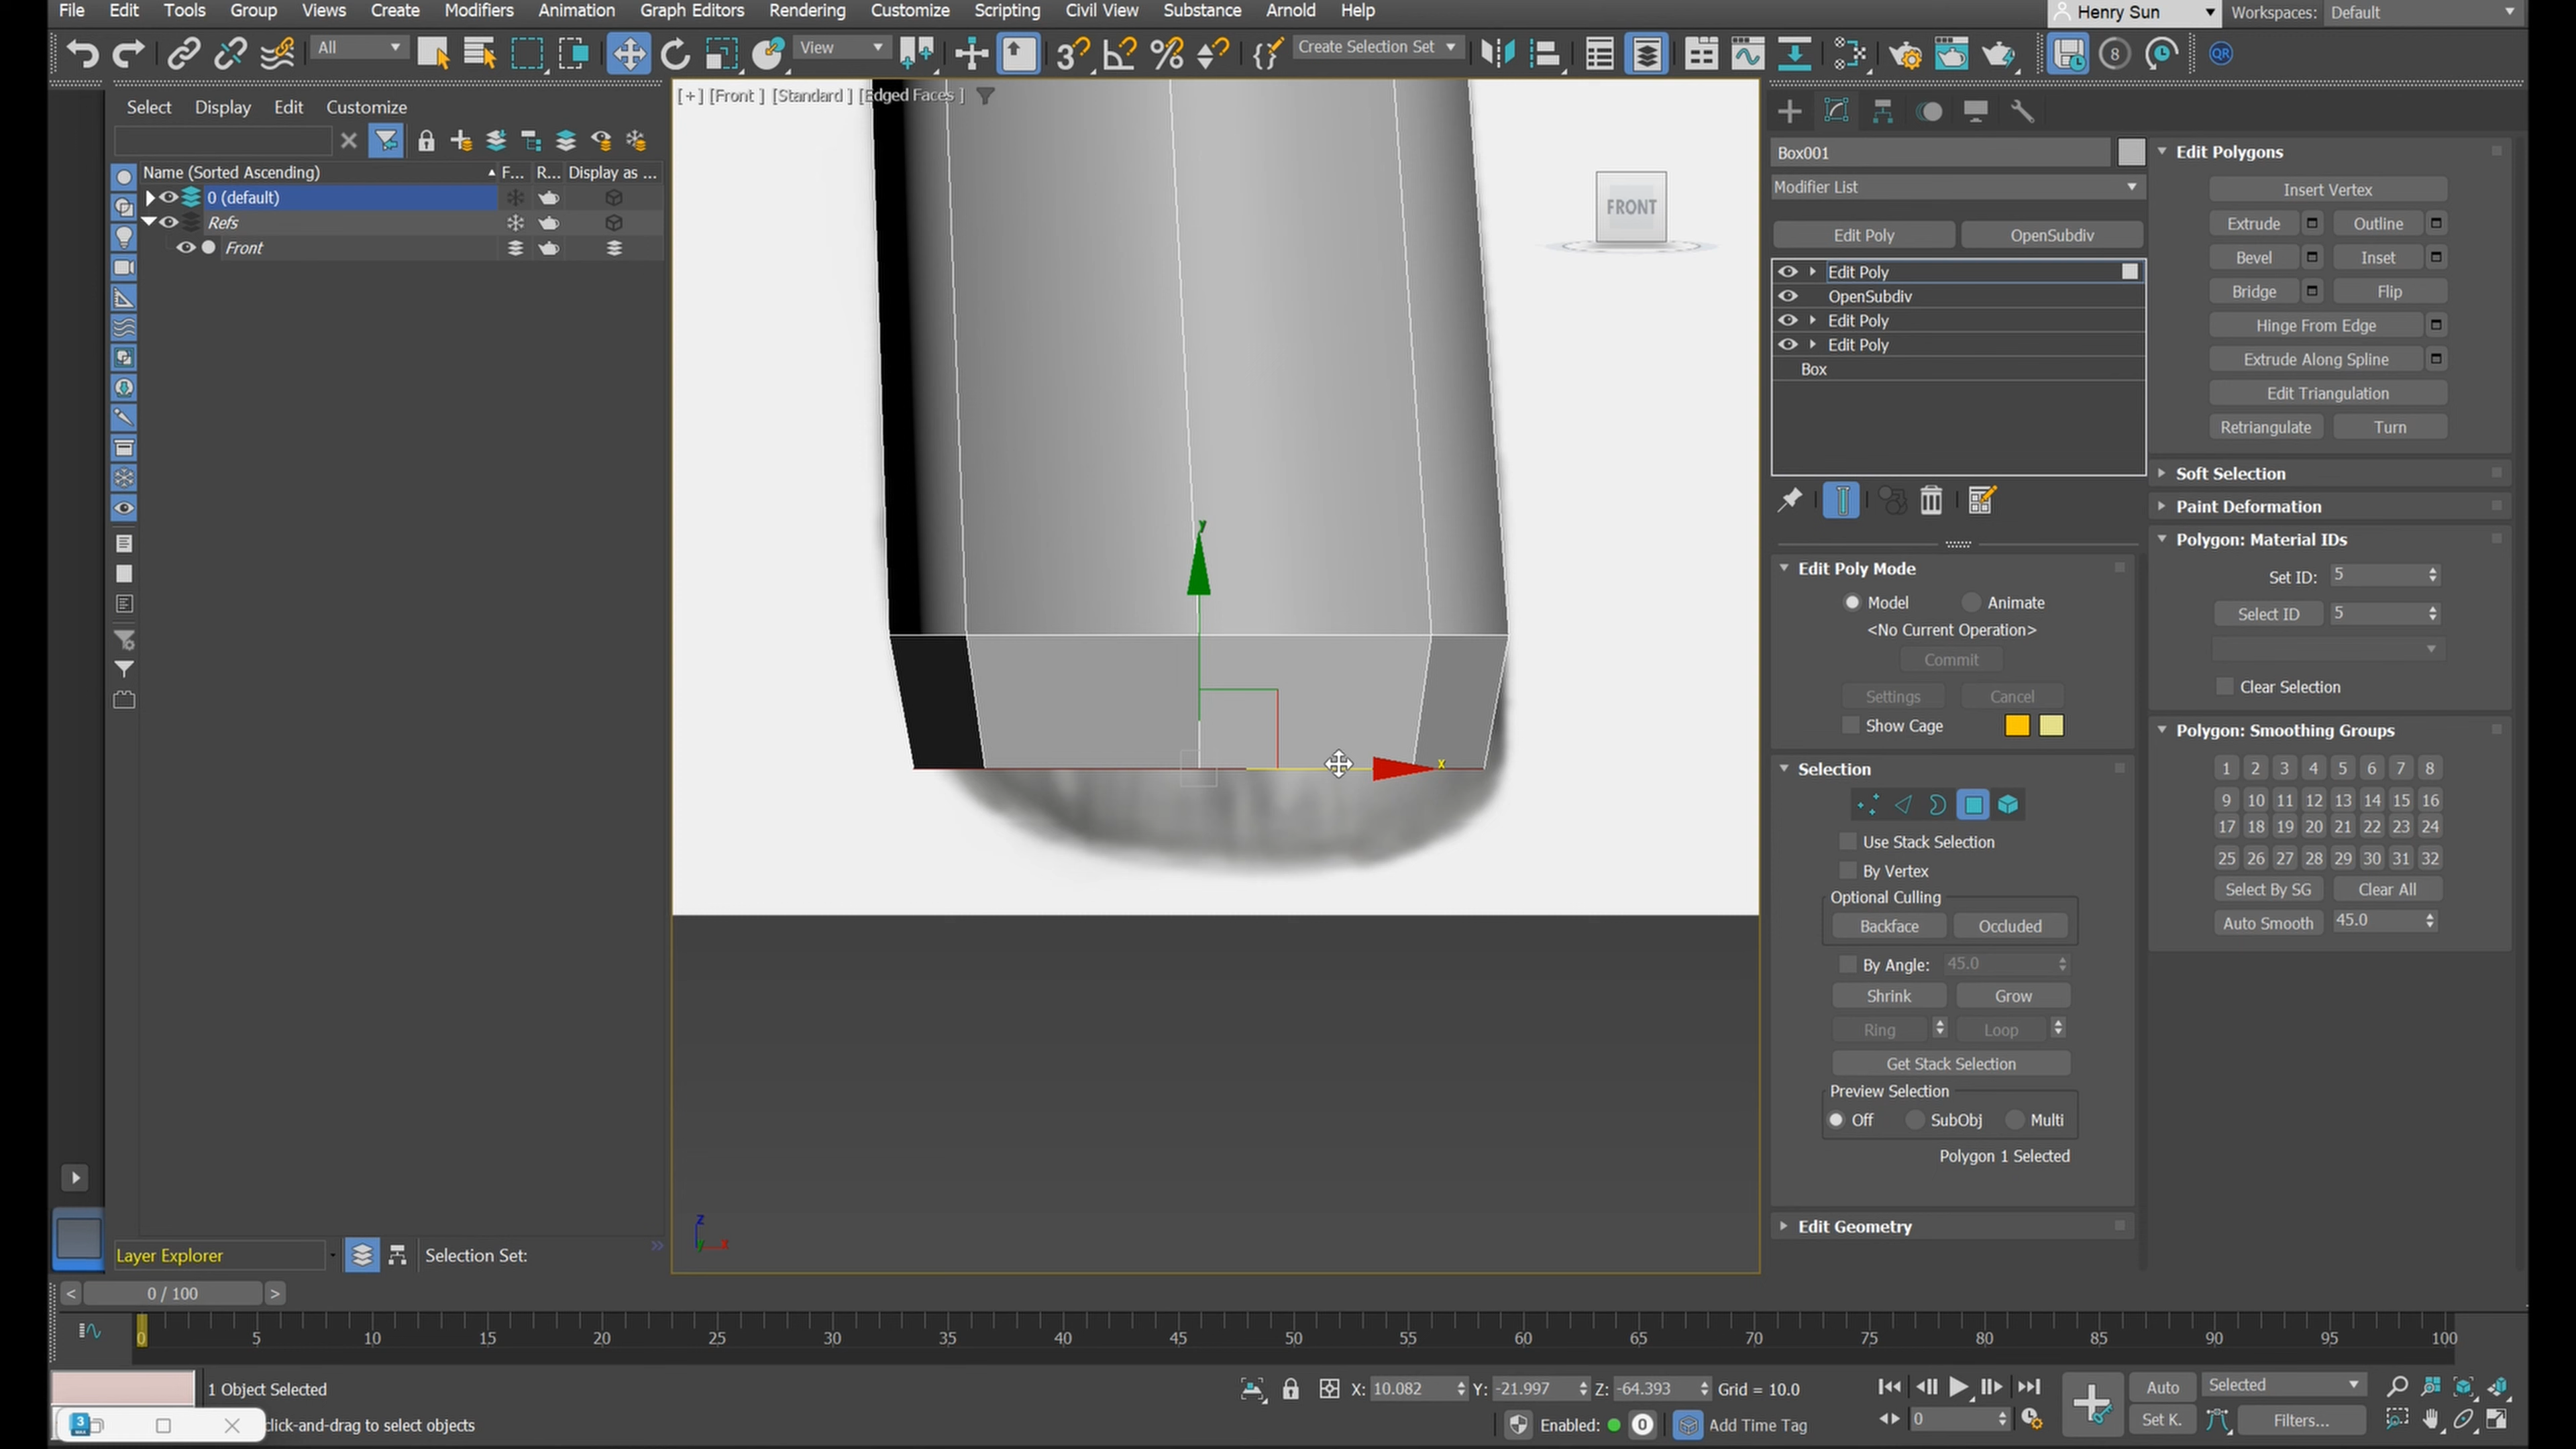 File Edit Tools Group Views Create Modifiers Animation Graph Editors Rendering Customize Scripting Civil View Substance Arnold Help Henry Sun Workspaces: Default
All View 3 Create Selection Set 8 QR
Select Display Edit Customize
Name (Sorted Ascending) F... R... Display as ...
0 (default)
Refs
Front
Layer Explorer Selection Set:
[+] [Front ] [Standard ] [Edged Faces ]
FRONT
y
x
z
y x
Box001
Modifier List
Edit Poly OpenSubdiv
Edit Poly
OpenSubdiv
Edit Poly
Edit Poly
Box
Edit Poly Mode
Model Animate
<No Current Operation>
Commit
Settings Cancel
Show Cage
Selection
Use Stack Selection
By Vertex
Optional Culling
Backface Occluded
By Angle: 45.0
Shrink Grow
Ring Loop
Get Stack Selection
Preview Selection
Off SubObj Multi
Polygon 1 Selected
Edit Geometry
Edit Polygons
Insert Vertex
Extrude Outline
Bevel Inset
Bridge Flip
Hinge From Edge
Extrude Along Spline
Edit Triangulation
Retriangulate Turn
Soft Selection
Paint Deformation
Polygon: Material IDs
Set ID: 5
Select ID 5
Clear Selection
Polygon: Smoothing Groups
1 2 3 4 5 6 7 8
9 10 11 12 13 14 15 16
17 18 19 20 21 22 23 24
25 26 27 28 29 30 31 32
Select By SG Clear All
Auto Smooth 45.0
< 0 / 100 >
0 5 10 15 20 25 30 35 40 45 50 55 60 65 70 75 80 85 90 95 100
1 Object Selected X: 10.082 Y: -21.997 Z: -64.393 Grid = 10.0 Auto Selected
3 click-and-drag to select objects Enabled: 0 Add Time Tag 0 Set K. Filters...